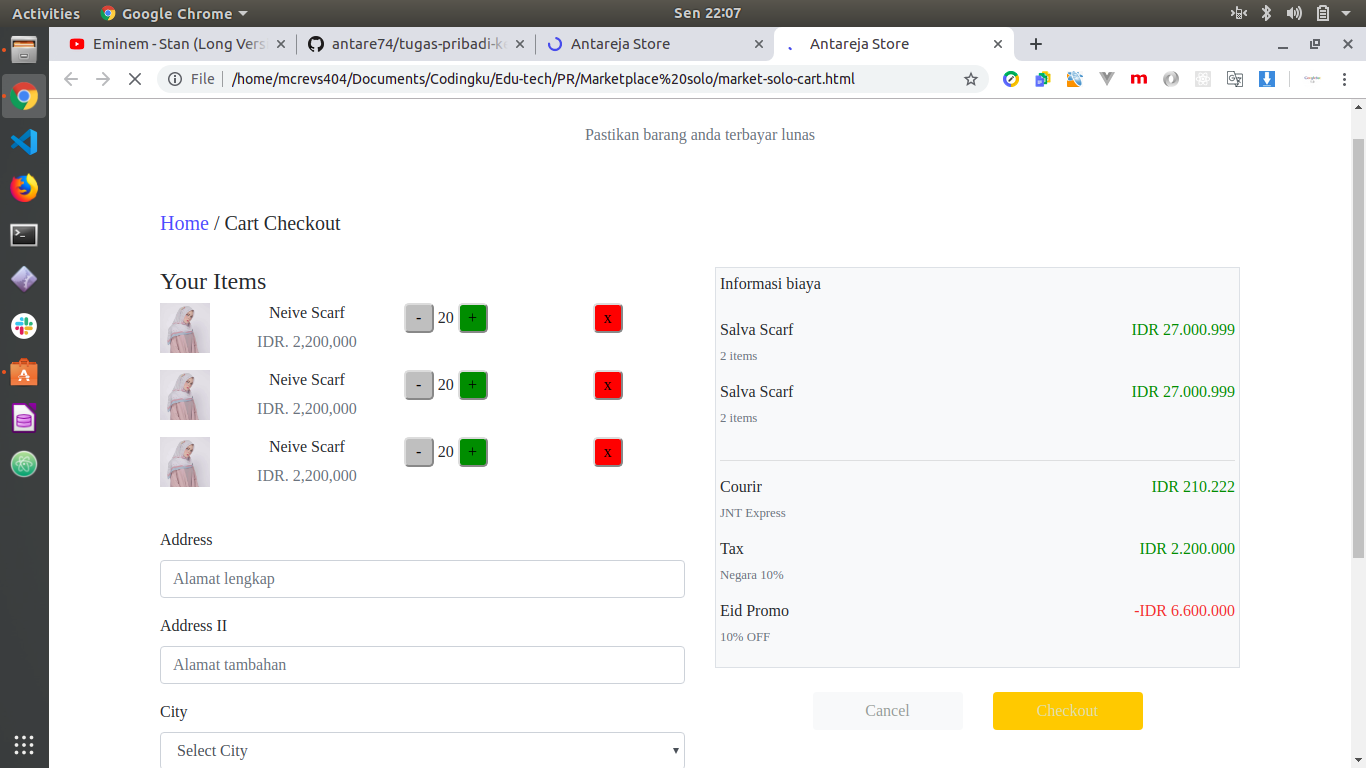 Activities
Google Chrome
Sen 22:07
Eminem - Stan (Long Vers
antare74/tugas-pribadi-k
Antareja Store
Antareja Store
File
/home/mcrevs404/Documents/Codingku/Edu-tech/PR/Marketplace%20solo/market-solo-cart.html
Pastikan barang anda terbayar lunas
Home / Cart Checkout
Your Items
Neive Scarf
IDR. 2,200,000
- 20 +
x
Neive Scarf
IDR. 2,200,000
- 20 +
x
Neive Scarf
IDR. 2,200,000
- 20 +
x
Address
Alamat lengkap
Address II
Alamat tambahan
City
Select City
Informasi biaya
Salva Scarf IDR 27.000.999
2 items
Salva Scarf IDR 27.000.999
2 items
Courir IDR 210.222
JNT Express
Tax IDR 2.200.000
Negara 10%
Eid Promo -IDR 6.600.000
10% OFF
Cancel
Checkout